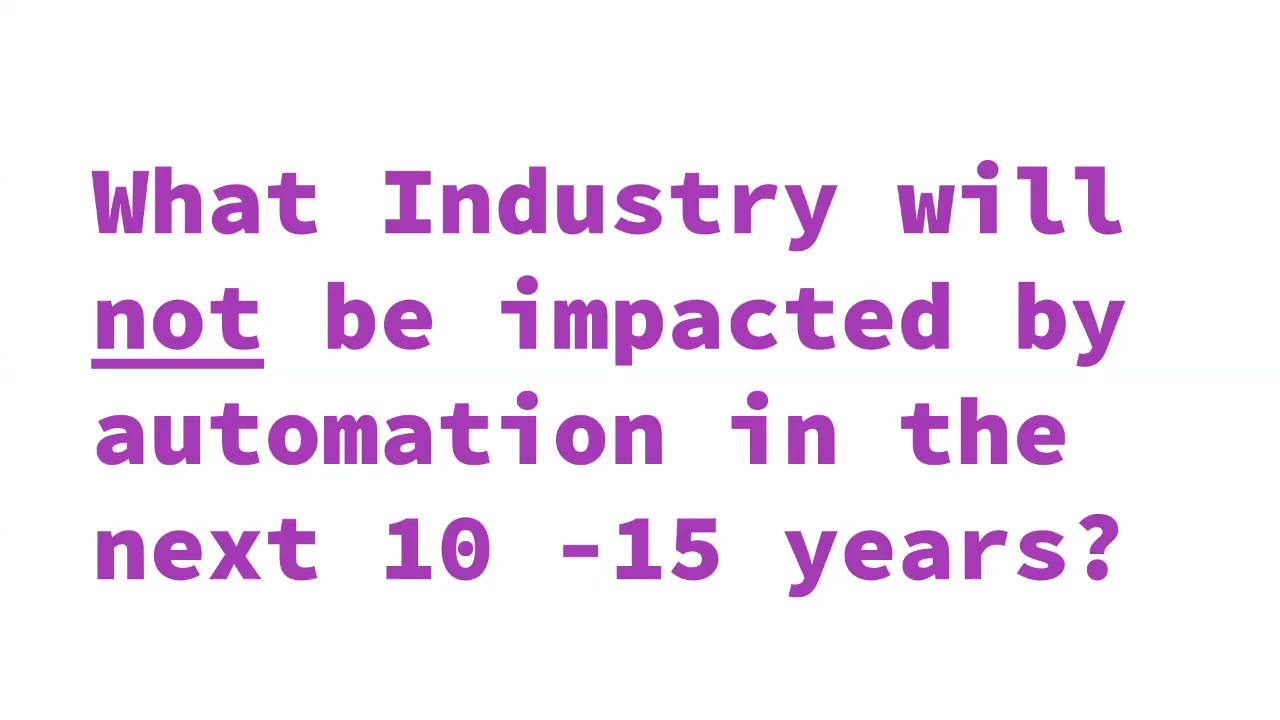 What Industry will
not be impacted by
automation in the
next 10 -15 years?